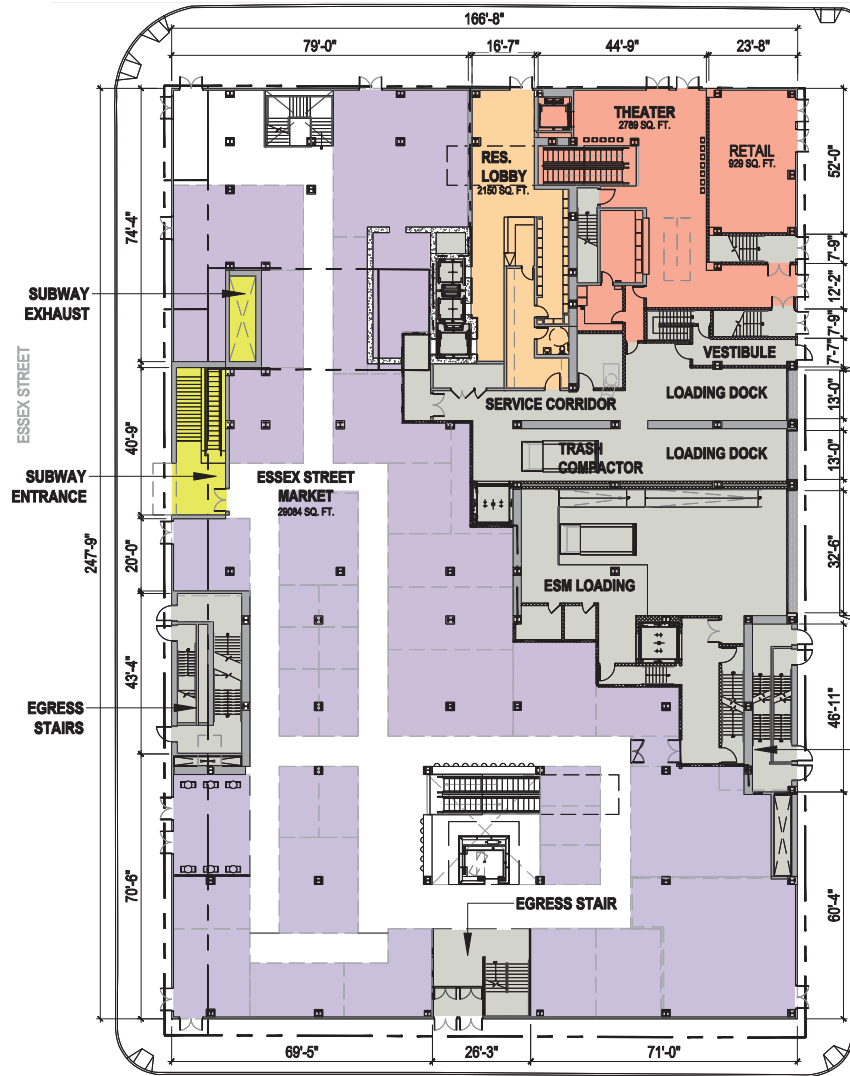 166'-8"
79'-0"
16'-7"
44'-9"
23'-8"
THEATER
2789 SQ. FT.
RETAIL
929 SQ. FT.
RES.
LOBBY
2150 SQ. FT.
52'-0"
74'-4"
7'-9"
12'-2"
7'-9"
7'-7"
SUBWAY
EXHAUST
VESTIBULE
ESSEX STREET
SERVICE CORRIDOR
LOADING DOCK
13'-0"
40'-9"
TRASH
COMPACTOR
LOADING DOCK
13'-0"
SUBWAY
ENTRANCE
ESSEX STREET
MARKET
29084 SQ. FT.
247'-9"
20'-0"
32'-6"
ESM LOADING
43'-4"
46'-11"
EGRESS
STAIRS
70'-6"
60'-4"
EGRESS STAIR
69'-5"
26'-3"
71'-0"